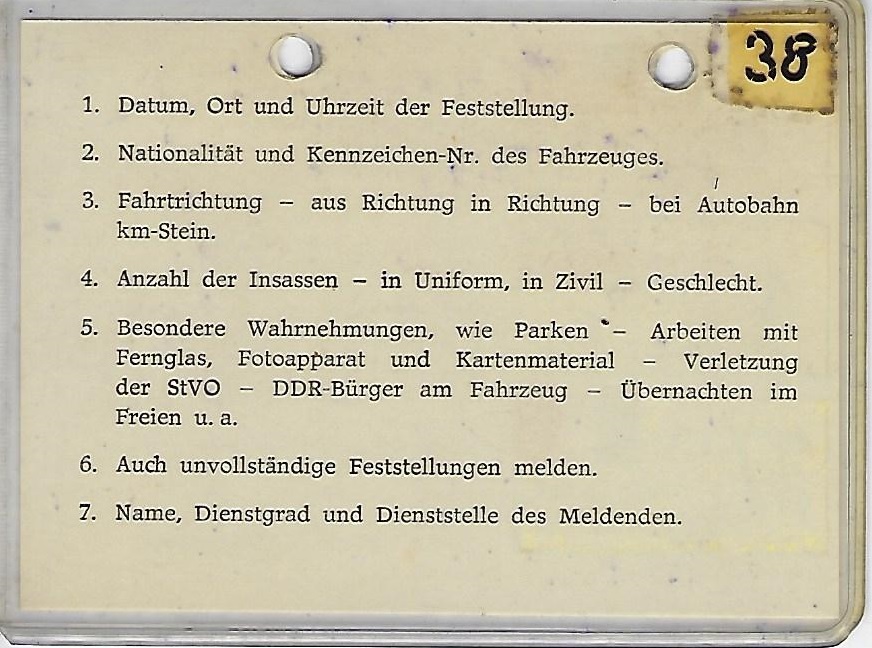 38
1. Datum, Ort und Uhrzeit der Feststellung.
2. Nationalität und Kennzeichen-Nr. des Fahrzeuges.
3. Fahrtrichtung – aus Richtung in Richtung – bei Autobahn
km-Stein.
4. Anzahl der Insassen – in Uniform, in Zivil – Geschlecht.
5. Besondere Wahrnehmungen, wie Parken – Arbeiten mit
Fernglas, Fotoapparat und Kartenmaterial – Verletzung
der StVO – DDR-Bürger am Fahrzeug – Übernachten im
Freien u. a.
6. Auch unvollständige Feststellungen melden.
7. Name, Dienstgrad und Dienststelle des Meldenden.